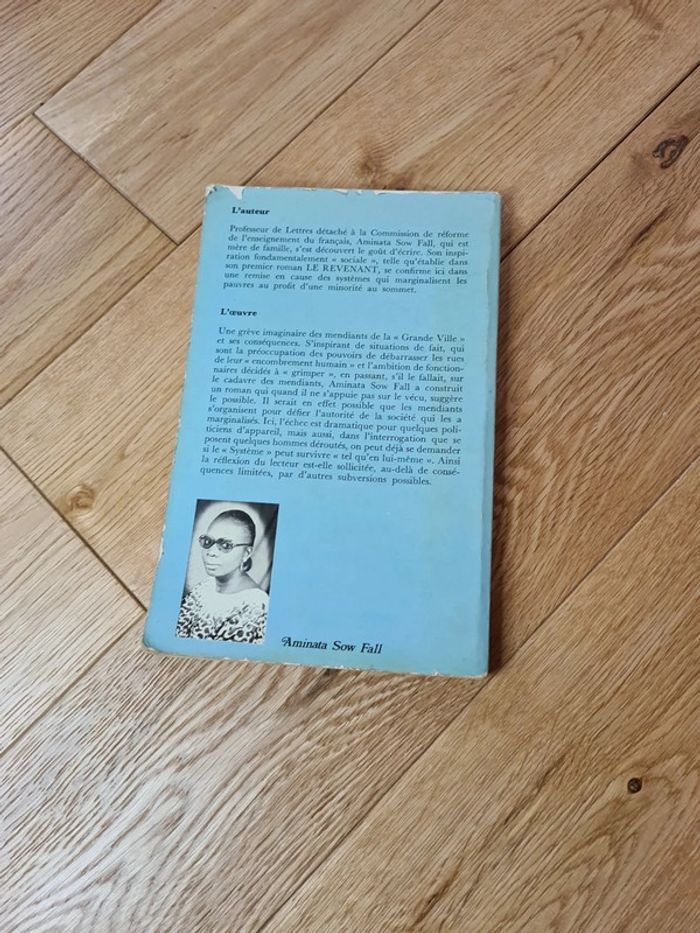 L'auteur
Professeur de Lettres détaché à la Commission de réforme
de l'enseignement du français, Aminata Sow Fall, qui est
mère de famille, s'est découvert le goût d'écrire. Son inspi-
ration fondamentalement « sociale », telle qu'établie dans
son premier roman LE REVENANT, se confirme ici dans
une remise en cause des systèmes qui marginalisent les
pauvres au profit d'une minorité au sommet.
L'œuvre
Une grève imaginaire des mendiants de la « Grande Ville »
et ses conséquences. S'inspirant de situations de fait, qui
sont la préoccupation des pouvoirs de débarrasser les rues
de leur « encombrement humain » et l'ambition de fonction-
naires décidés à « grimper », en passant, s'il le fallait, sur
le cadavre des mendiants, Aminata Sow Fall a construit
un roman qui quand il ne s'appuie pas sur le vécu, suggère
le possible. Il serait en effet possible que les mendiants
s'organisent pour défier l'autorité de la société qui les a
marginalisés. Ici, l'échec est dramatique pour quelques poli-
ticiens d'appareil, mais aussi, dans l'interrogation que se
posent quelques hommes déroutés, on peut déjà se demander
si le « Système » peut survivre « tel qu'en lui-même ». Ainsi
la réflexion du lecteur est-elle sollicitée, au-delà de consé-
quences limitées, par d'autres subversions possibles.
Aminata Sow Fall